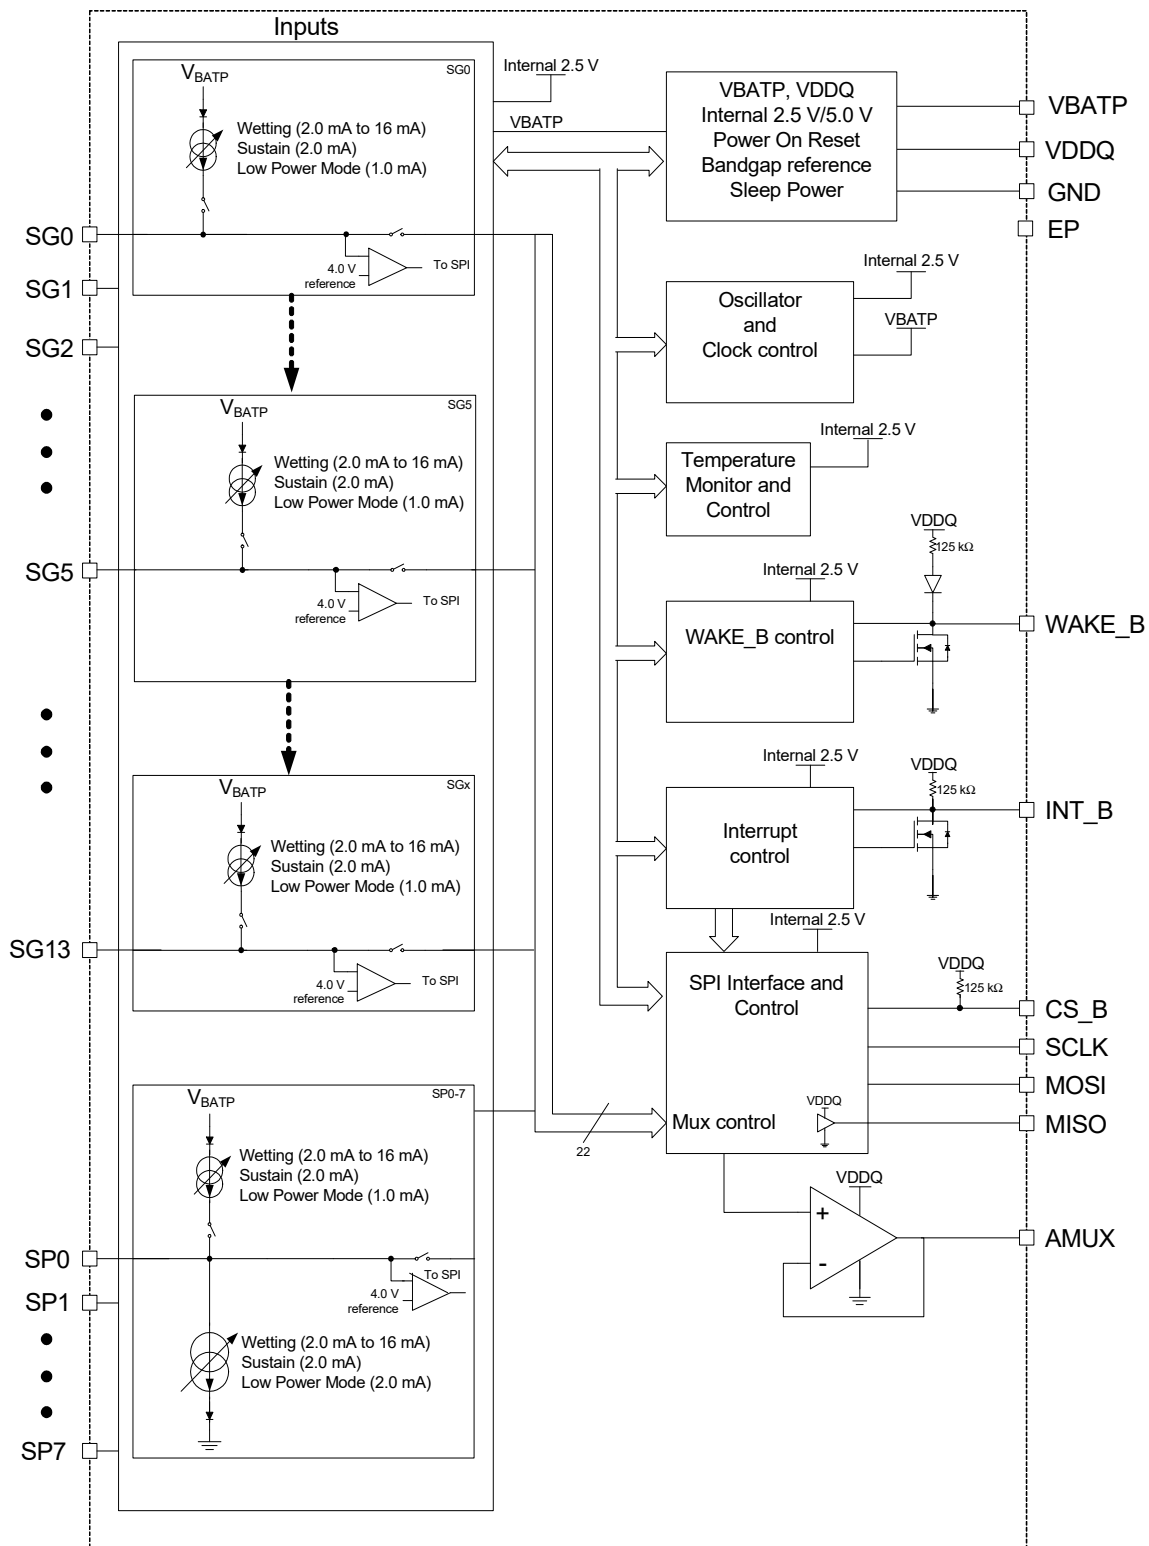 Inputs
SG0
VBATP
Wetting (2.0 mA to 16 mA)
Sustain (2.0 mA)
Low Power Mode (1.0 mA)
4.0 V
reference
To SPI
SG0
SG1
SG2
SG5
VBATP
Wetting (2.0 mA to 16 mA)
Sustain (2.0 mA)
Low Power Mode (1.0 mA)
4.0 V
reference
To SPI
SG5
SGx
VBATP
Wetting (2.0 mA to 16 mA)
Sustain (2.0 mA)
Low Power Mode (1.0 mA)
4.0 V
reference
To SPI
SG13
SP0-7
VBATP
Wetting (2.0 mA to 16 mA)
Sustain (2.0 mA)
Low Power Mode (1.0 mA)
To SPI
4.0 V
reference
Wetting (2.0 mA to 16 mA)
Sustain (2.0 mA)
Low Power Mode (2.0 mA)
SP0
SP1
SP7
Internal 2.5 V
VBATP
VBATP, VDDQ
Internal 2.5 V/5.0 V
Power On Reset
Bandgap reference
Sleep Power
VBATP
VDDQ
GND
EP
Internal 2.5 V
VBATP
Oscillator
and
Clock control
Internal 2.5 V
Temperature
Monitor and
Control
VDDQ
125 kΩ
Internal 2.5 V
WAKE_B control
WAKE_B
Internal 2.5 V
VDDQ
125 kΩ
Interrupt
control
INT_B
Internal 2.5 V
SPI Interface and
Control
VDDQ
125 kΩ
CS_B
SCLK
MOSI
MISO
VDDQ
Mux control
22
VDDQ
+
-
AMUX